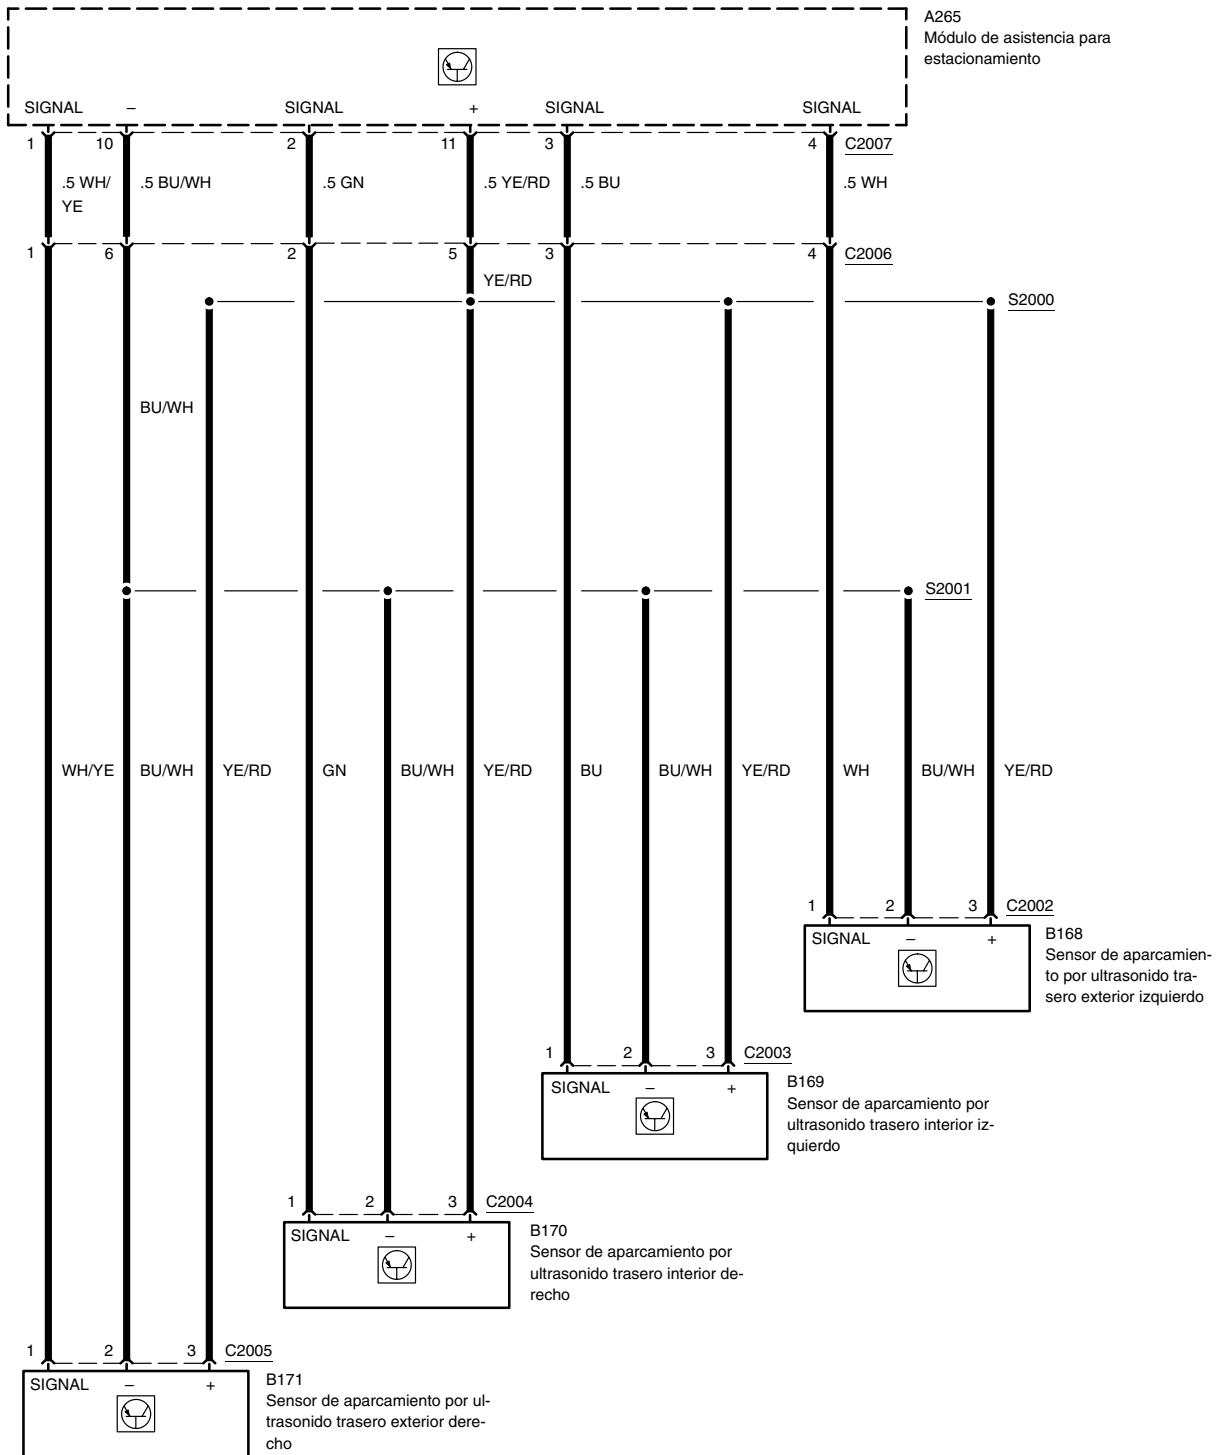 A265
Módulo de asistencia para
estacionamiento
SIGNAL – SIGNAL + SIGNAL SIGNAL
1 10 2 11 3 4 C2007
.5 WH/ .5 BU/WH .5 GN .5 YE/RD .5 BU .5 WH
YE
1 6 2 5 3 4 C2006
YE/RD
S2000
BU/WH
S2001
WH/YE BU/WH YE/RD GN BU/WH YE/RD BU BU/WH YE/RD WH BU/WH YE/RD
1 2 3 C2002
SIGNAL – +
B168
Sensor de aparcamien-
to por ultrasonido tra-
sero exterior izquierdo
1 2 3 C2003
SIGNAL – +
B169
Sensor de aparcamiento por
ultrasonido trasero interior iz-
quierdo
1 2 3 C2004
SIGNAL – +
B170
Sensor de aparcamiento por
ultrasonido trasero interior de-
recho
1 2 3 C2005
SIGNAL – +
B171
Sensor de aparcamiento por ul-
trasonido trasero exterior dere-
cho